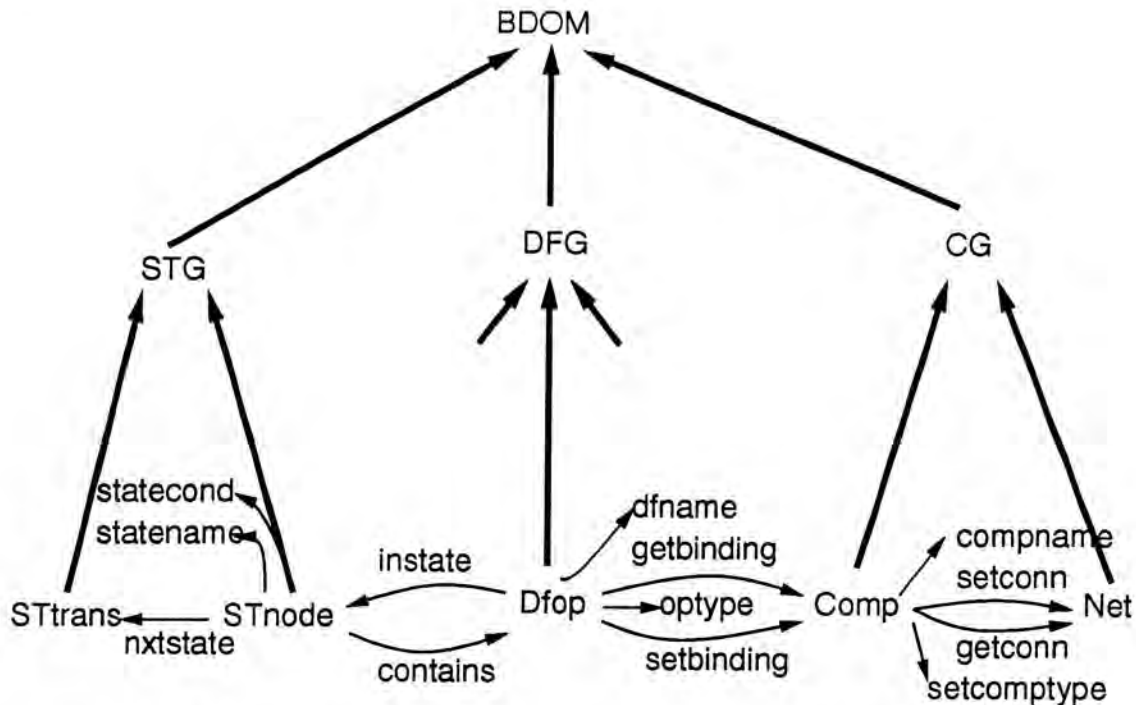 BDOM
STG
DFG
CG
statecond
statename
STtrans
nxtstate
STnode
instate
contains
Dfop
dfname
getbinding
optype
setbinding
Comp
compname
setconn
Net
getconn
setcomptype